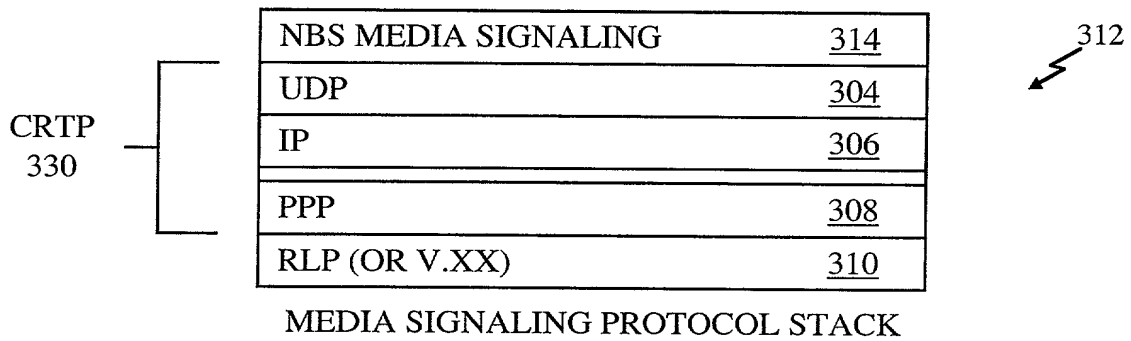 NBS MEDIA SIGNALING 314
312
UDP 304
CRTP
330
IP 306
PPP 308
RLP (OR V.XX) 310
MEDIA SIGNALING PROTOCOL STACK